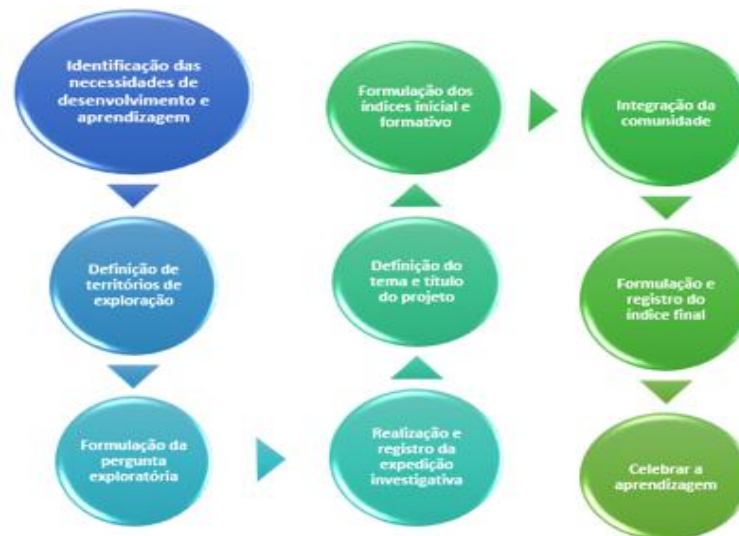 Identificação das
necessidades de
desenvolvimento e
aprendizagem
Definição de
territórios de
exploração
Formulação da
pergunta
exploratória
Realização e
registro da
expedição
investigativa
Definição do
tema e título
do projeto
Formulação dos
índices inicial e
formativo
Integração da
comunidade
Formulação e
registro do
índice final
Celebrar a
aprendizagem